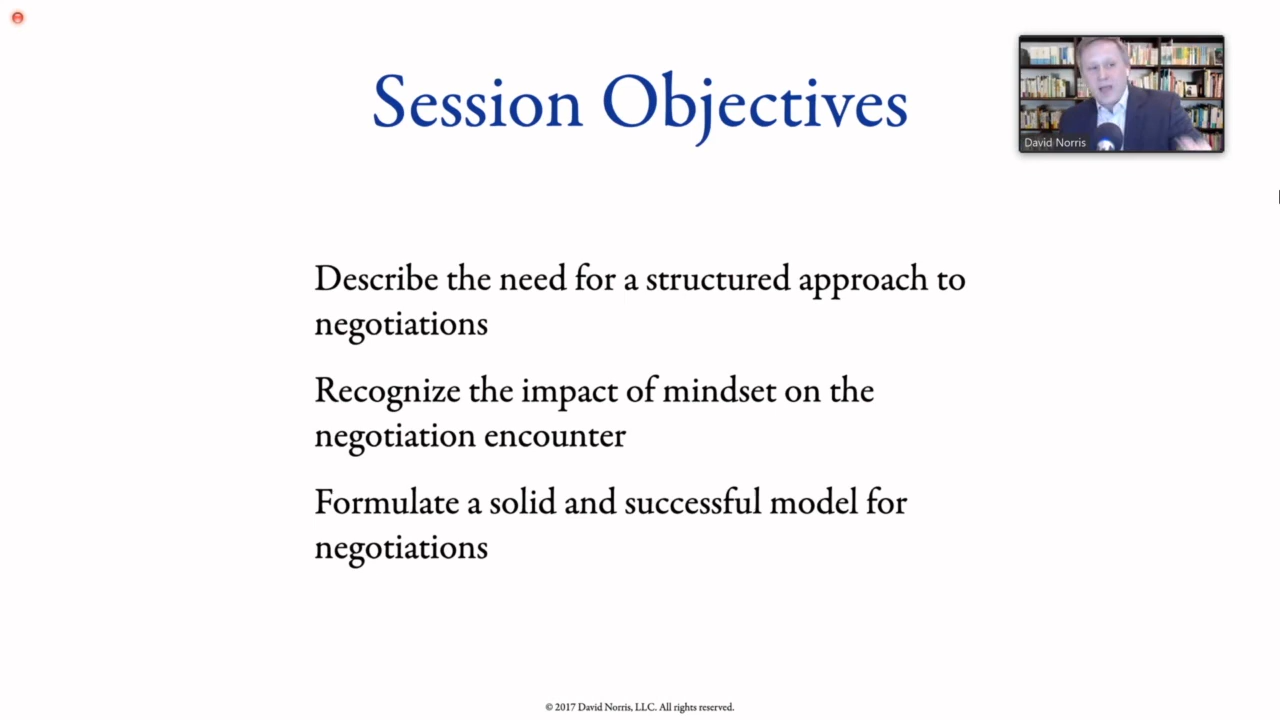 Session Objectives
David Norris
Describe the need for a structured approach to
negotiations
Recognize the impact of mindset on the
negotiation encounter
Formulate a solid and successful model for
negotiations
© 2017 David Norris, LLC. All rights reserved.